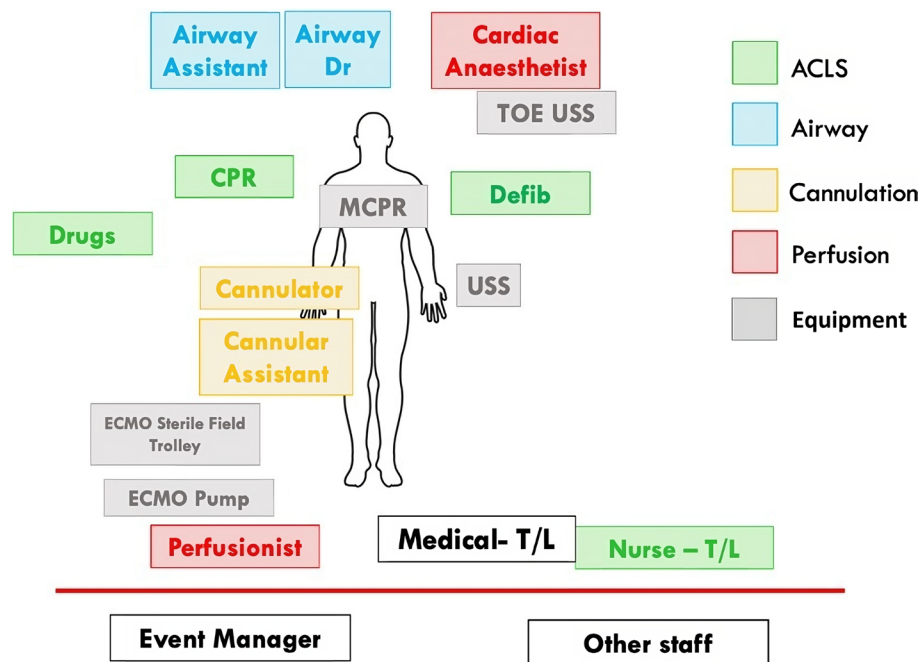 Airway
Assistant
Airway
Dr
Cardiac
Anaesthetist
TOE USS
ACLS
Airway
Cannulation
Perfusion
Equipment
CPR
MCPR
Defib
Drugs
Cannulator
USS
Cannular
Assistant
ECMO Sterile Field
Trolley
ECMO Pump
Perfusionist
Medical- T/L
Nurse – T/L
Event Manager
Other staff